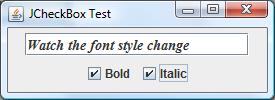 JCheckBox Test
Watch the font style change
Bold Italic